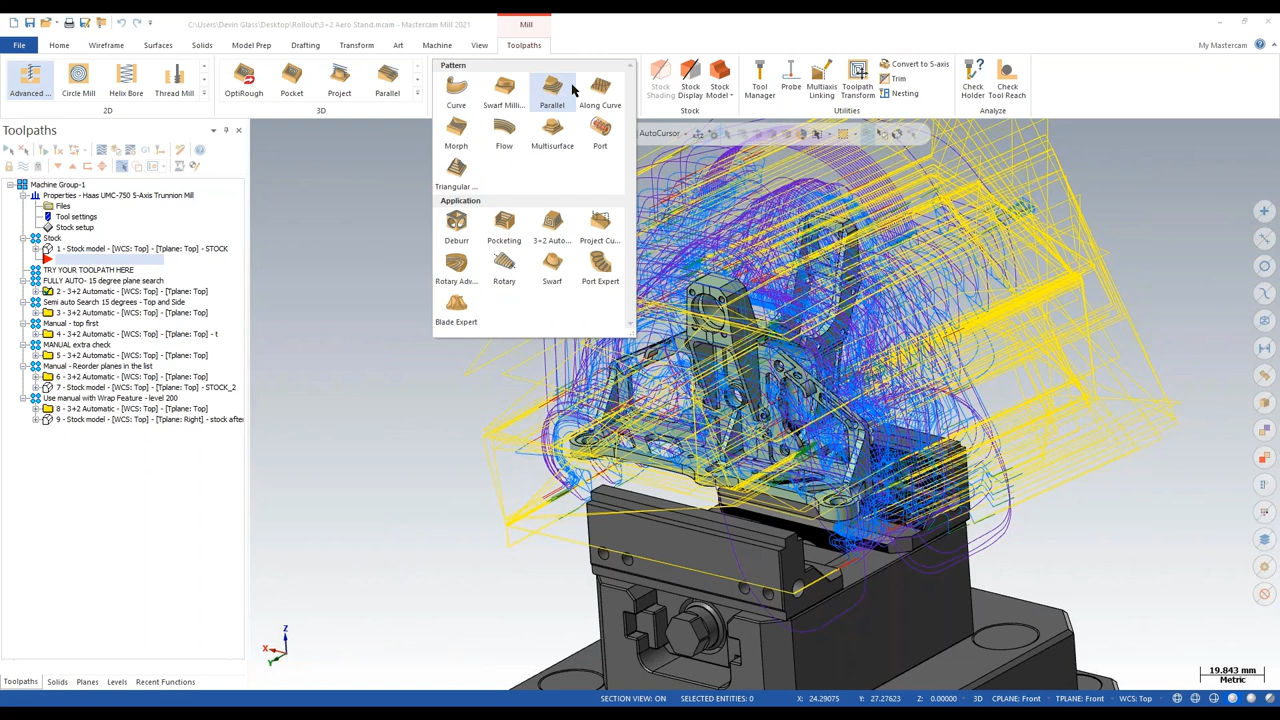 C:\Users\Devin Glass\Desktop\Rollout\3+2 Aero Stand.mcam - Mastercam Mill 2021
Mill
File Home Wireframe Surfaces Solids Model Prep Drafting Transform Art Machine View Toolpaths My Mastercam
Advanced ... Circle Mill Helix Bore Thread Mill
2D
OptiRough Pocket Project Parallel
3D
Pattern
Curve Swarf Milli... Parallel Along Curve
Morph Flow Multisurface Port
Triangular ...
Application
Deburr Pocketing 3+2 Auto... Project Cu...
Rotary Adv... Rotary Swarf Port Expert
Blade Expert
Stock Shading Stock Display Stock Model
Stock
Tool Manager Probe Multiaxis Linking Toolpath Transform
Convert to 5-axis
Trim
Nesting
Utilities
Check Holder Check Tool Reach
Analyze
AutoCursor
Toolpaths
Machine Group-1
Properties - Haas UMC-750 5-Axis Trunnion Mill
Files
Tool settings
Stock setup
Stock
1 - Stock model - [WCS: Top] - [Tplane: Top] - STOCK
TRY YOUR TOOLPATH HERE
FULLY AUTO- 15 degree plane search
2 - 3+2 Automatic - [WCS: Top] - [Tplane: Top]
Semi auto Search 15 degrees - Top and Side
3 - 3+2 Automatic - [WCS: Top] - [Tplane: Top]
Manual - top first
4 - 3+2 Automatic - [WCS: Top] - [Tplane: Top] - t
MANUAL extra check
5 - 3+2 Automatic - [WCS: Top] - [Tplane: Top]
Manual - Reorder planes in the list
6 - 3+2 Automatic - [WCS: Top] - [Tplane: Top]
7 - Stock model - [WCS: Top] - [Tplane: Top] - STOCK_2
Use manual with Wrap Feature - level 200
8 - 3+2 Automatic - [WCS: Top] - [Tplane: Top]
9 - Stock model - [WCS: Top] - [Tplane: Right] - stock afte
Z
X
Y
19.843 mm
Metric
Toolpaths Solids Planes Levels Recent Functions
SECTION VIEW: ON SELECTED ENTITIES: 0 X: 24.29075 Y: 27.27623 Z: 0.00000 3D CPLANE: Front TPLANE: Front WCS: Top